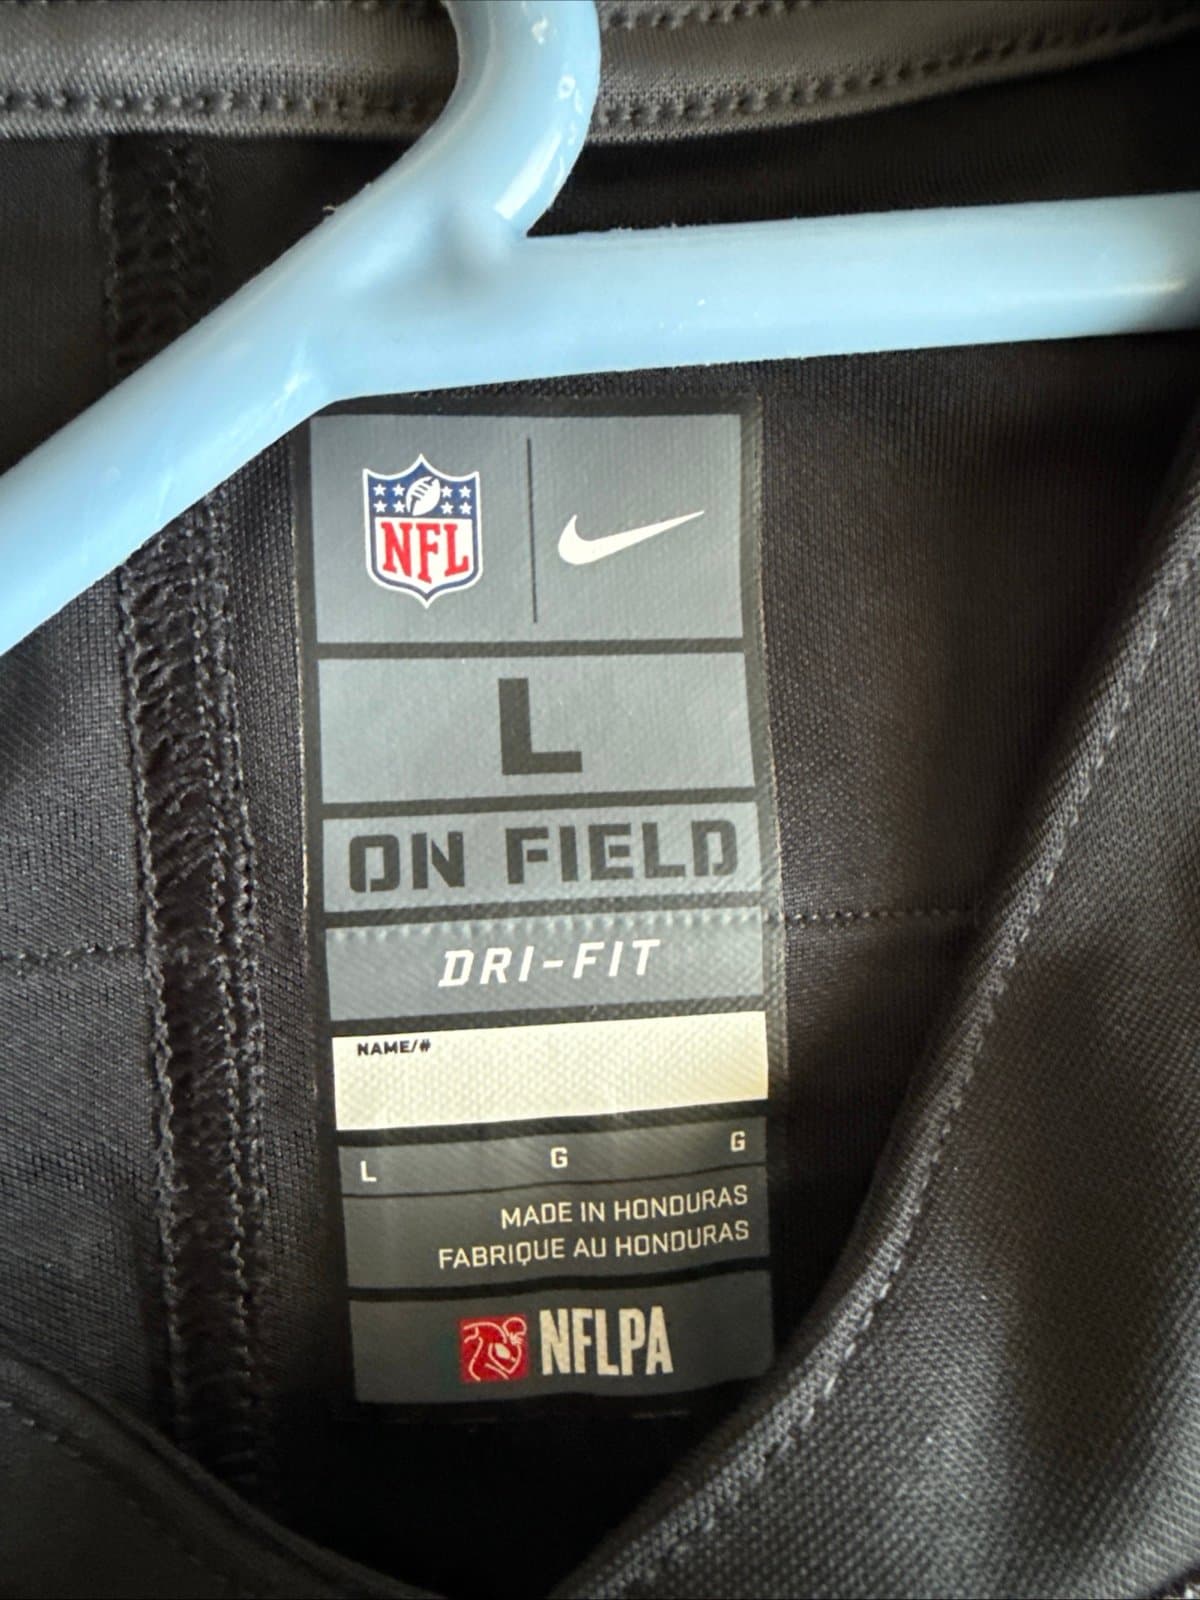 NFL
L
ON FIELD
DRI-FIT
NAME/#
L G G
MADE IN HONDURAS
FABRIQUE AU HONDURAS
NFLPA